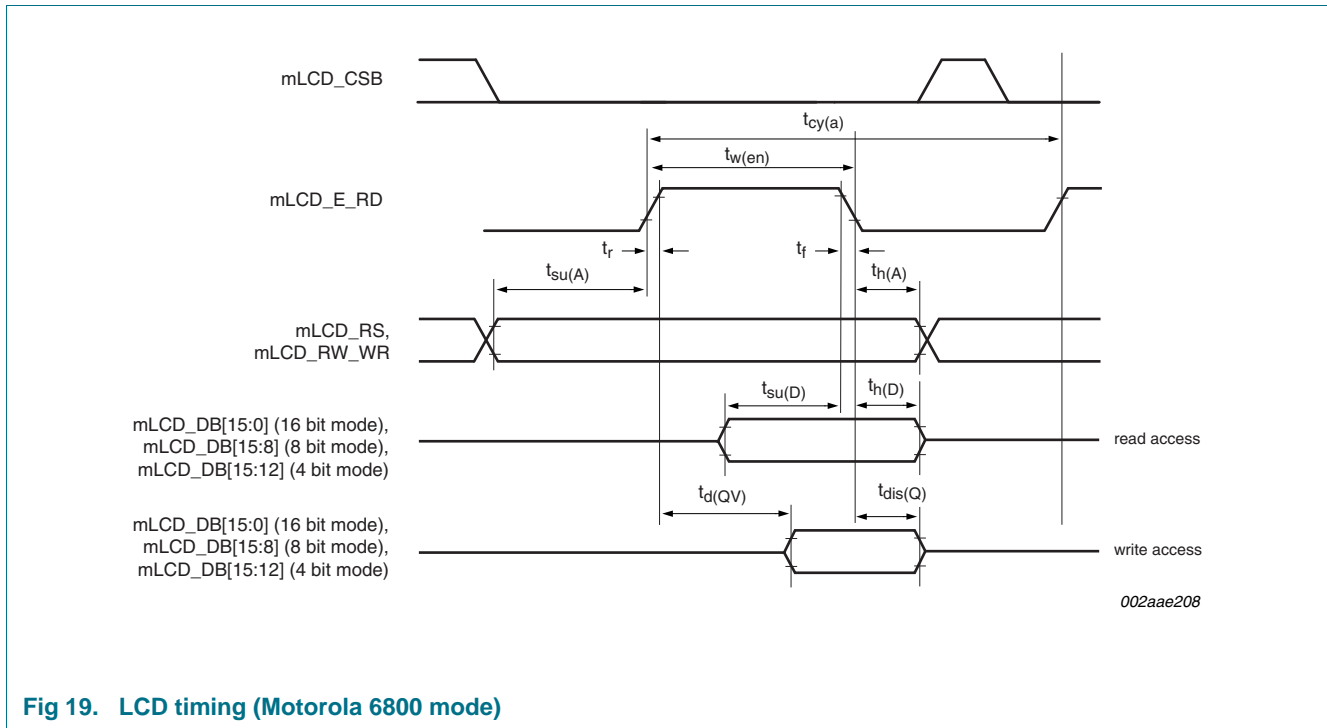 mLCD_CSB
tcy(a)
tw(en)
mLCD_E_RD
tr
tf
tsu(A)
th(A)
mLCD_RS,
mLCD_RW_WR
tsu(D)
th(D)
mLCD_DB[15:0] (16 bit mode),
mLCD_DB[15:8] (8 bit mode),
mLCD_DB[15:12] (4 bit mode)
read access
td(QV)
tdis(Q)
mLCD_DB[15:0] (16 bit mode),
mLCD_DB[15:8] (8 bit mode),
mLCD_DB[15:12] (4 bit mode)
write access
002aae208
Fig 19. LCD timing (Motorola 6800 mode)